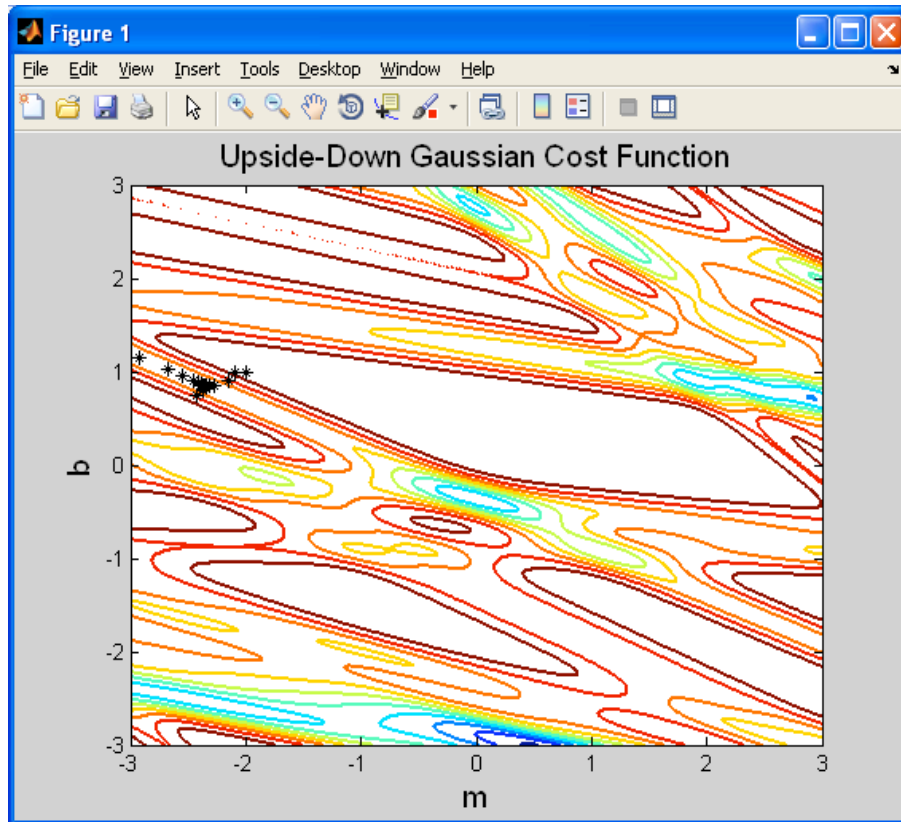 Figure 1
File Edit View Insert Tools Desktop Window Help
Upside-Down Gaussian Cost Function
3
2
1
0
-1
-2
-3
b
-3 -2 -1 0 1 2 3
m